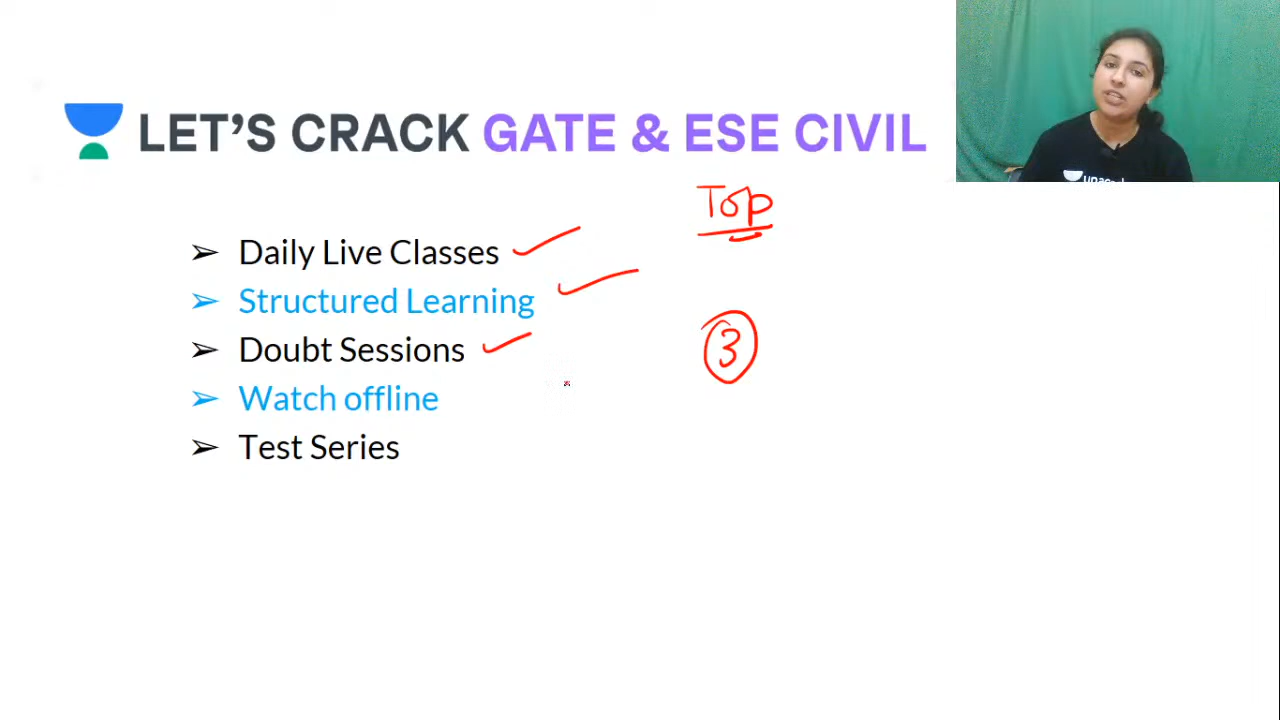 LET'S CRACK GATE & ESE CIVIL
Top
➢ Daily Live Classes
➢ Structured Learning
➢ Doubt Sessions
3
➢ Watch offline
➢ Test Series